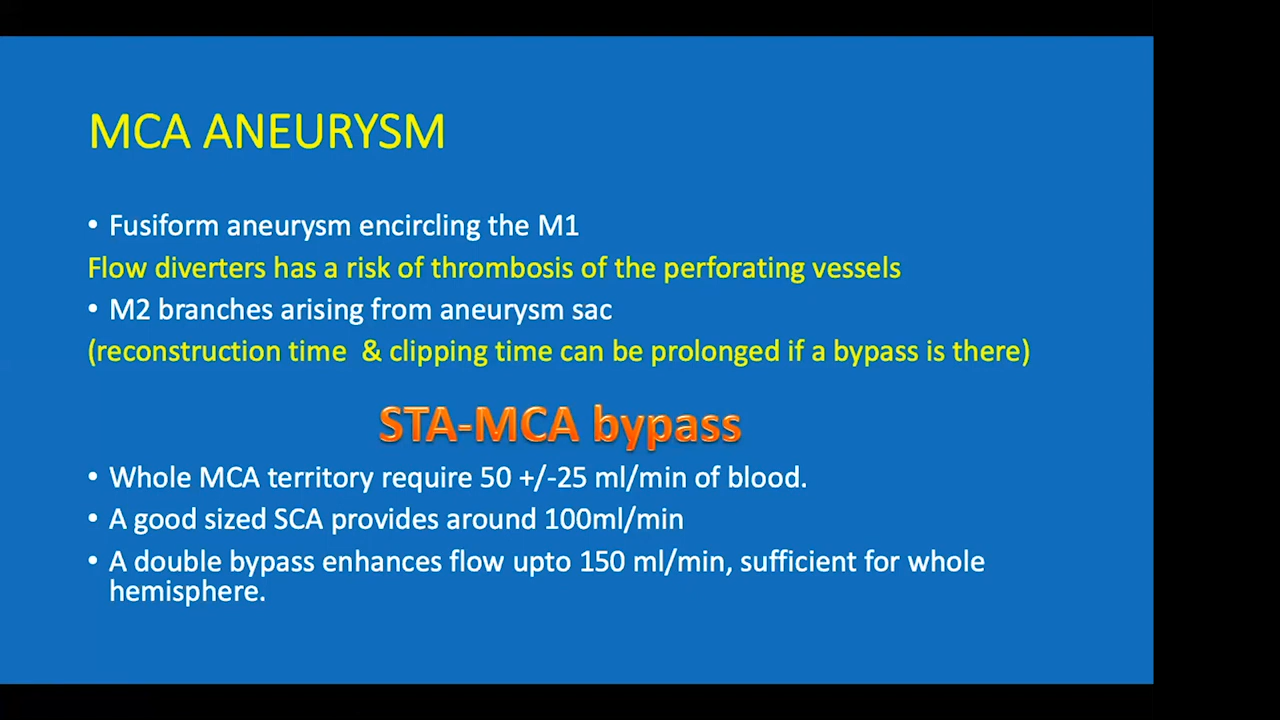 MCA ANEURYSM
• Fusiform aneurysm encircling the M1
Flow diverters has a risk of thrombosis of the perforating vessels
• M2 branches arising from aneurysm sac
(reconstruction time & clipping time can be prolonged if a bypass is there)
STA-MCA bypass
• Whole MCA territory require 50 +/-25 ml/min of blood.
• A good sized SCA provides around 100ml/min
• A double bypass enhances flow upto 150 ml/min, sufficient for whole
hemisphere.